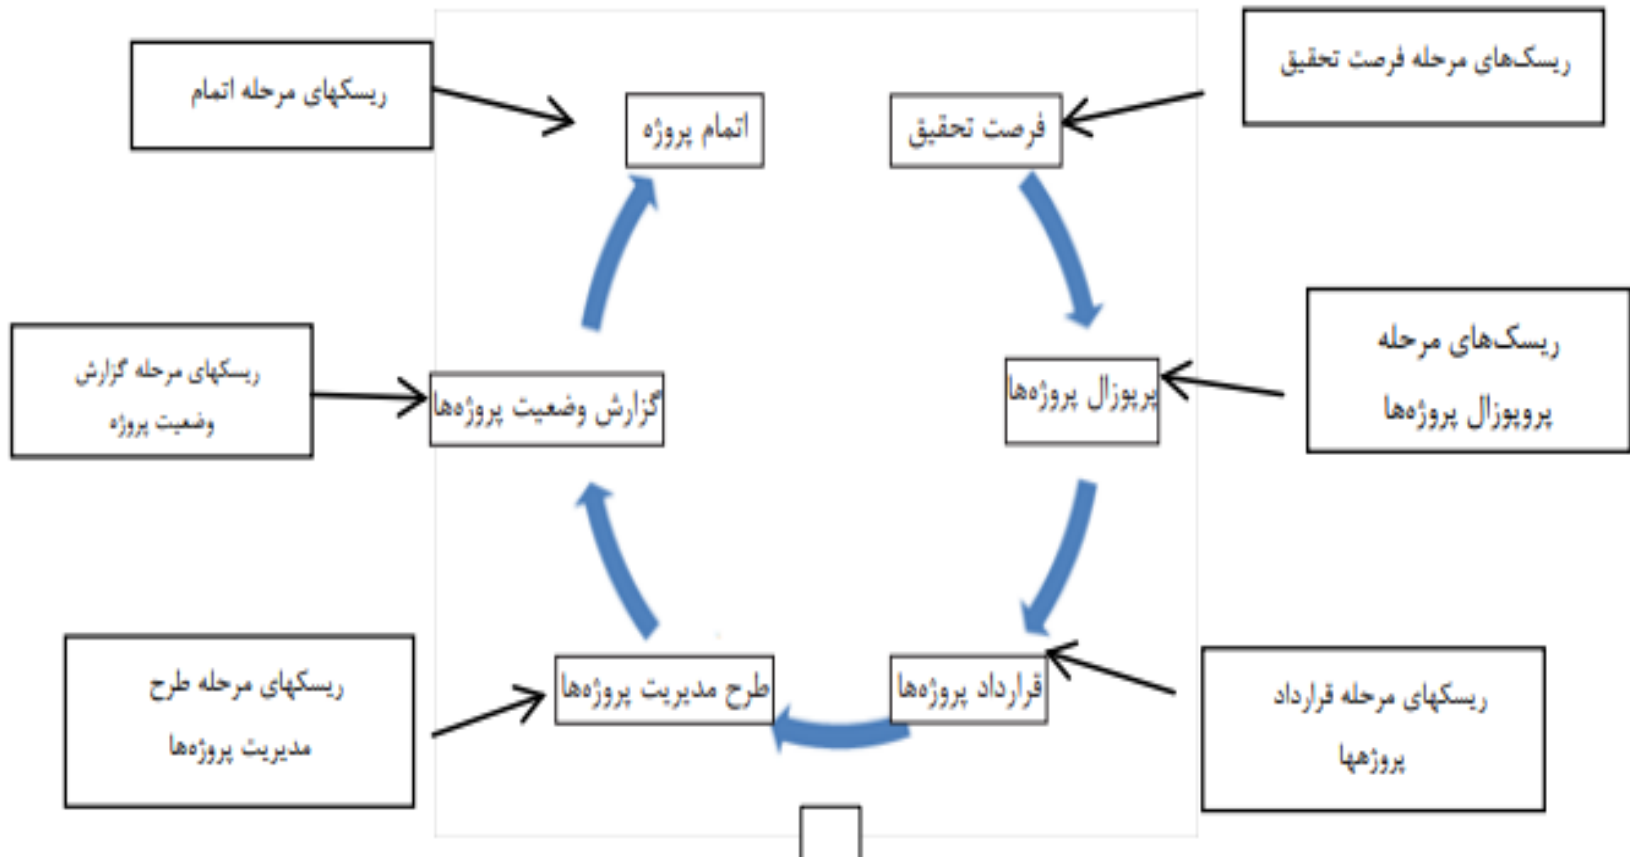 ریسک‌های مرحله فرصت تحقیق
فرصت تحقیق
اتمام پروژه
ریسکهای مرحله اتمام
ریسک‌های مرحله
پروپوزال پروژه‌ها
پرپوزال پروژه‌ها
گزارش وضعیت پروژه‌ها
ریسکهای مرحله گزارش
وضعیت پروژه
ریسکهای مرحله قرارداد
پروژهها
قرارداد پروژه‌ها
طرح مدیریت پروژه‌ها
ریسکهای مرحله طرح
مدیریت پروژه‌ها